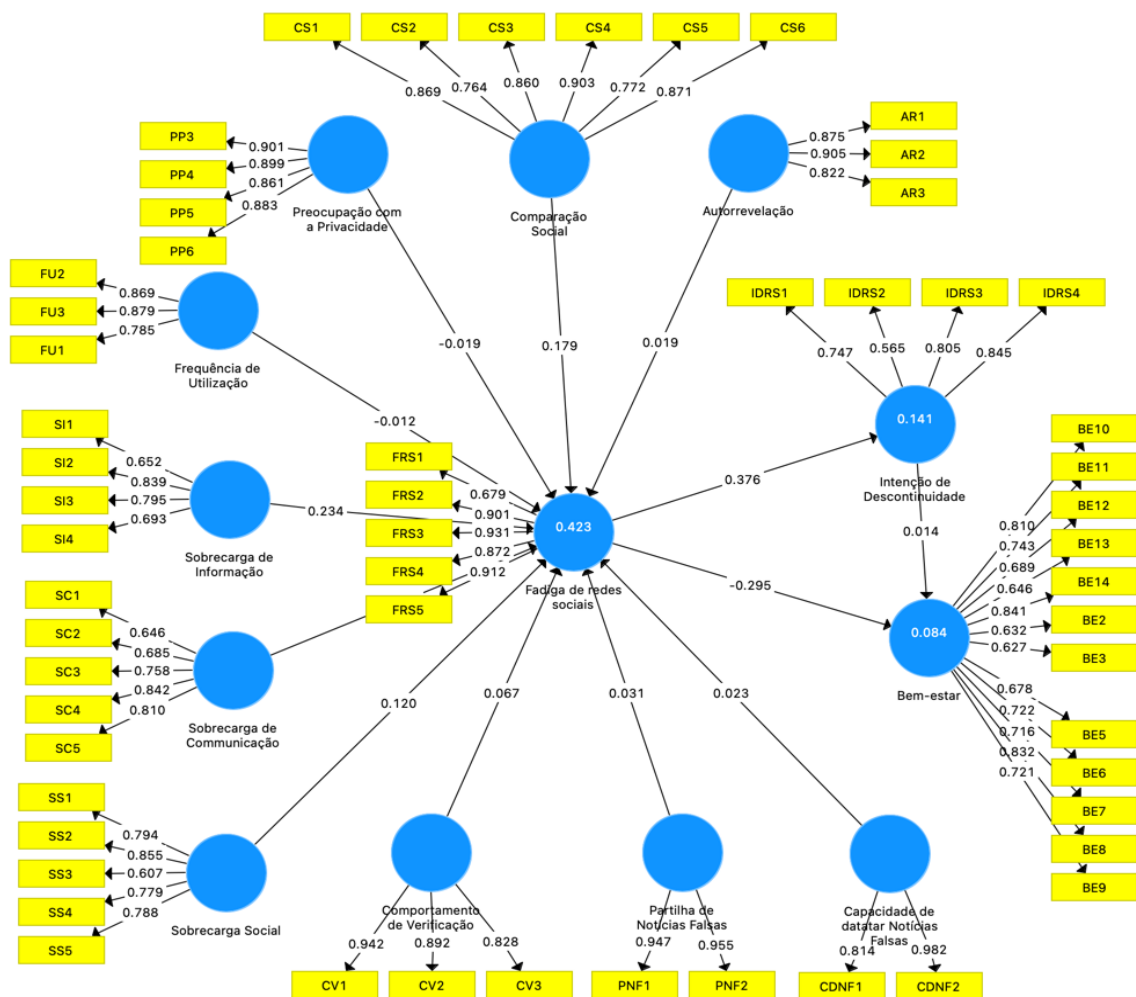 CS1 CS2 CS3 CS4 CS5 CS6
0.869 0.764 0.860 0.903 0.772 0.871
Comparação
Social
PP3
PP4
PP5
PP6
0.901
0.899
0.861
0.883
Preocupação com
a Privacidade
AR1
AR2
AR3
0.875
0.905
0.822
Autorrevelação
FU2
FU3
FU1
0.869
0.879
0.785
Frequência de
Utilização
-0.019
0.179
0.019
-0.012
IDRS1 IDRS2 IDRS3 IDRS4
0.747 0.565 0.805 0.845
0.141
Intenção de
Descontinuidade
SI1
SI2
SI3
SI4
0.652
0.839
0.795
0.693
Sobrecarga de
Informação
0.234
FRS1
FRS2
FRS3
FRS4
FRS5
0.679
0.901
0.931
0.872
0.912
0.423
Fadiga de redes
sociais
0.376
0.014
-0.295
BE10
BE11
BE12
BE13
BE14
BE2
BE3
0.810
0.743
0.689
0.646
0.841
0.632
0.627
0.084
Bem-estar
0.678
0.722
0.716
0.832
0.721
BE5
BE6
BE7
BE8
BE9
SC1
SC2
SC3
SC4
SC5
0.646
0.685
0.758
0.842
0.810
Sobrecarga de
Communicação
0.120
0.067
0.031
0.023
SS1
SS2
SS3
SS4
SS5
0.794
0.855
0.607
0.779
0.788
Sobrecarga Social
Comportamento
de Verificação
0.942 0.892 0.828
CV1 CV2 CV3
Partilha de
Notícias Falsas
0.947 0.955
PNF1 PNF2
Capacidade de
datatar Notícias
Falsas
0.814 0.982
CDNF1 CDNF2